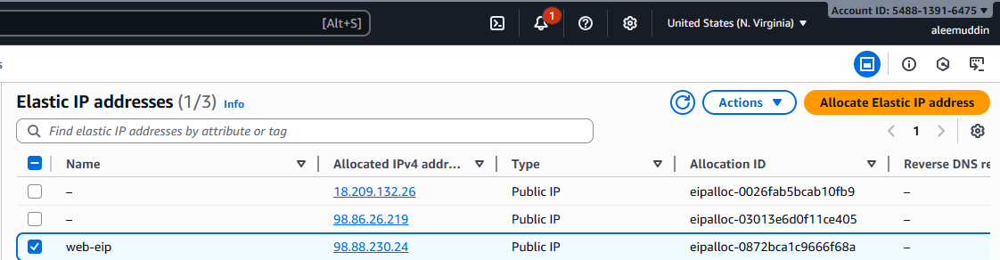 [Alt+S]
1
United States (N. Virginia)
Account ID: 5488-1391-6475
aleemuddin
Elastic IP addresses (1/3) Info
Actions
Allocate Elastic IP address
Find elastic IP addresses by attribute or tag
1
Name Allocated IPv4 addr... Type Allocation ID Reverse DNS re
– 18.209.132.26 Public IP eipalloc-0026fab5bcab10fb9 –
– 98.86.26.219 Public IP eipalloc-03013e6d0f11ce405 –
web-eip 98.88.230.24 Public IP eipalloc-0872bca1c9666f68a –